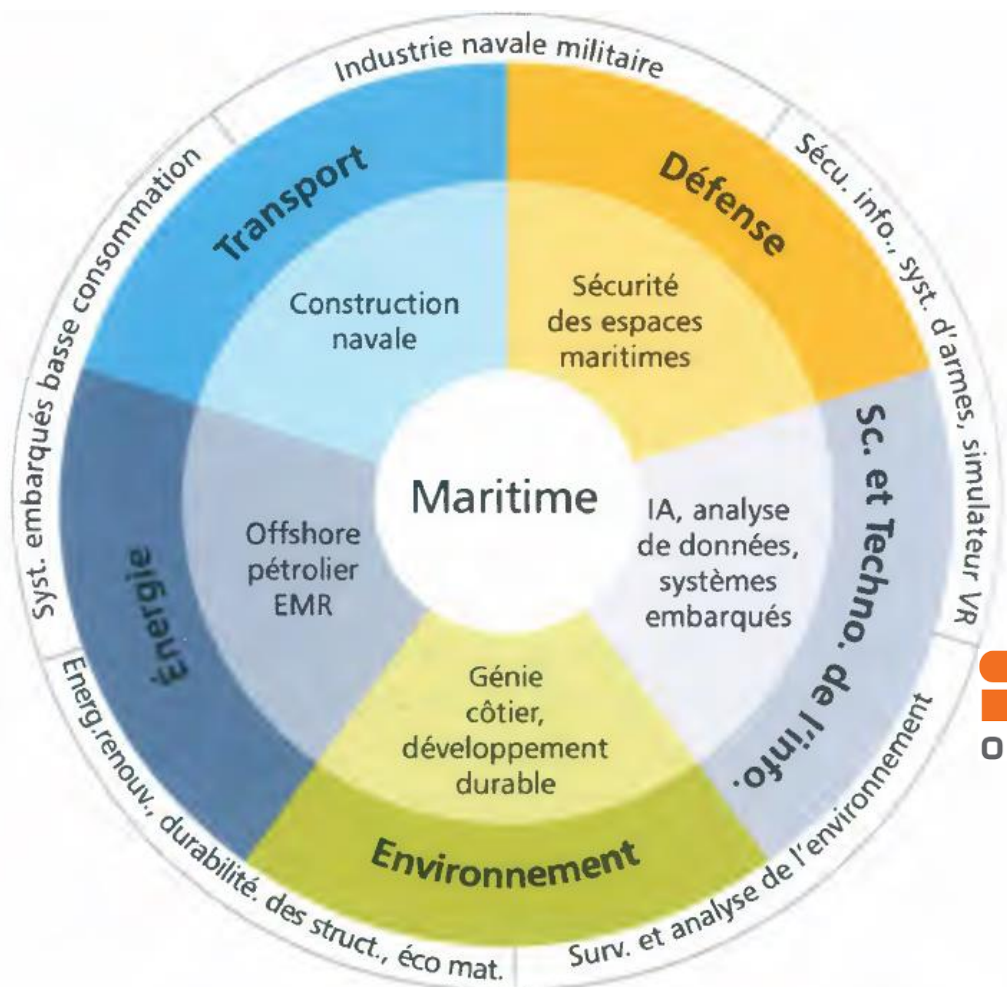 Industrie navale militaire
Sécu. info., syst. d'armes, simulateur VR
Surv. et analyse de l'environnement
Energ.renouv., durabilité. des struct., éco mat.
Syst. embarqués basse consommation
Transport
Défense
Sc. et Techno. de l'info.
Environnement
Énergie
Construction
navale
Sécurité
des espaces
maritimes
IA, analyse
de données,
systèmes
embarqués
Génie
côtier,
développement
durable
Offshore
pétrolier
EMR
Maritime